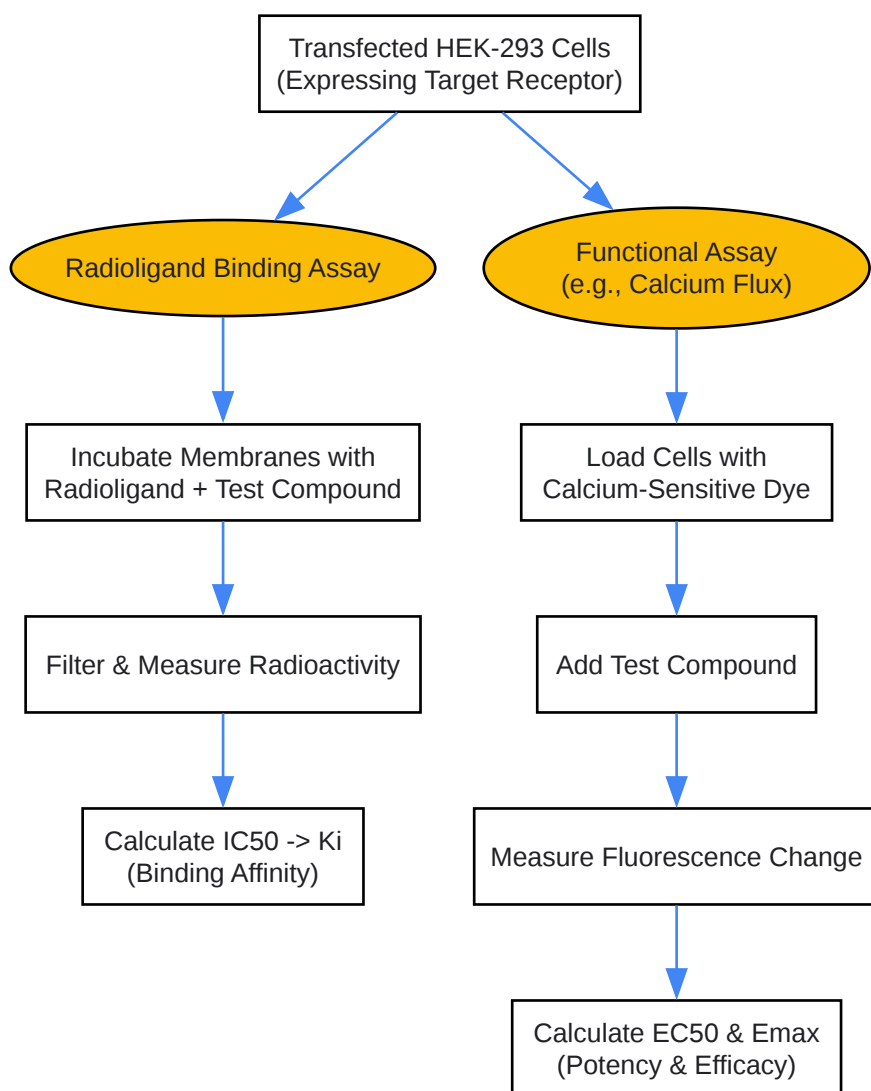 Transfected HEK-293 Cells
(Expressing Target Receptor)
Radioligand Binding Assay
Functional Assay
(e.g., Calcium Flux)
Incubate Membranes with
Radioligand + Test Compound
Load Cells with
Calcium-Sensitive Dye
Filter & Measure Radioactivity
Add Test Compound
Calculate IC50 -> Ki
(Binding Affinity)
Measure Fluorescence Change
Calculate EC50 & Emax
(Potency & Efficacy)